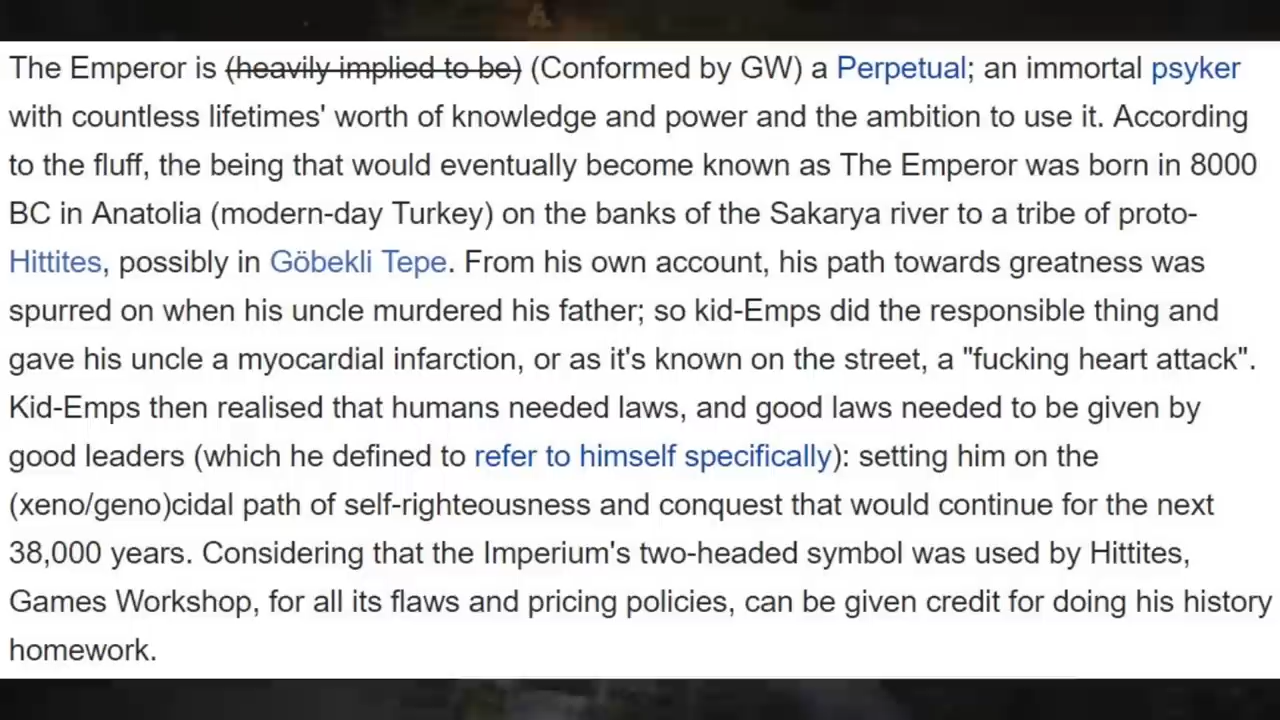 The Emperor is (heavily implied to be) (Conformed by GW) a Perpetual; an immortal psyker
with countless lifetimes' worth of knowledge and power and the ambition to use it. According
to the fluff, the being that would eventually become known as The Emperor was born in 8000
BC in Anatolia (modern-day Turkey) on the banks of the Sakarya river to a tribe of proto-
Hittites, possibly in Göbekli Tepe. From his own account, his path towards greatness was
spurred on when his uncle murdered his father; so kid-Emps did the responsible thing and
gave his uncle a myocardial infarction, or as it's known on the street, a "fucking heart attack".
Kid-Emps then realised that humans needed laws, and good laws needed to be given by
good leaders (which he defined to refer to himself specifically): setting him on the
(xeno/geno)cidal path of self-righteousness and conquest that would continue for the next
38,000 years. Considering that the Imperium's two-headed symbol was used by Hittites,
Games Workshop, for all its flaws and pricing policies, can be given credit for doing his history
homework.